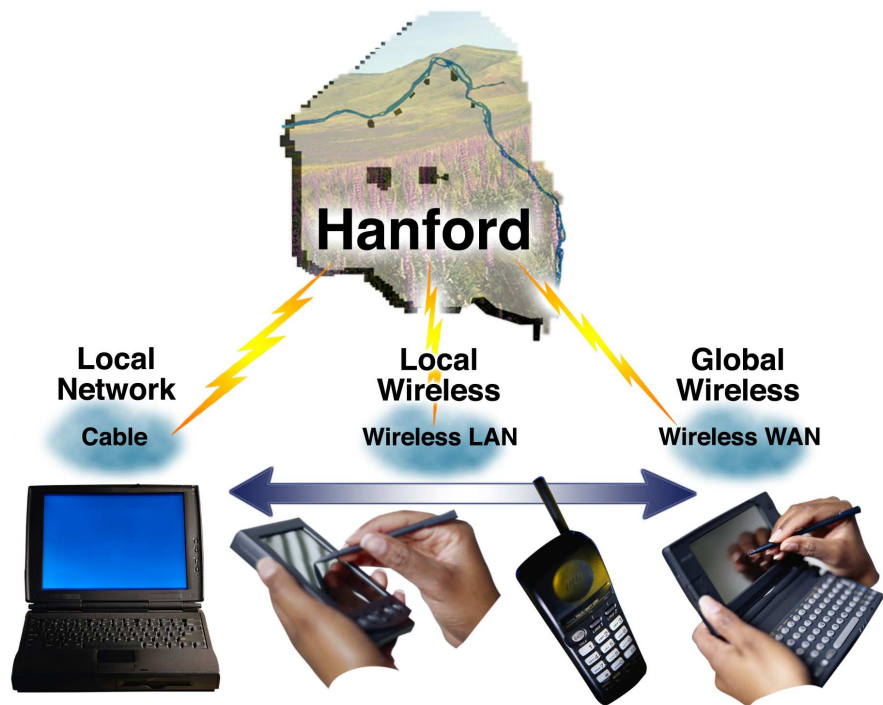 Hanford
Local
Network
Cable
Local
Wireless
Wireless LAN
Global
Wireless
Wireless WAN